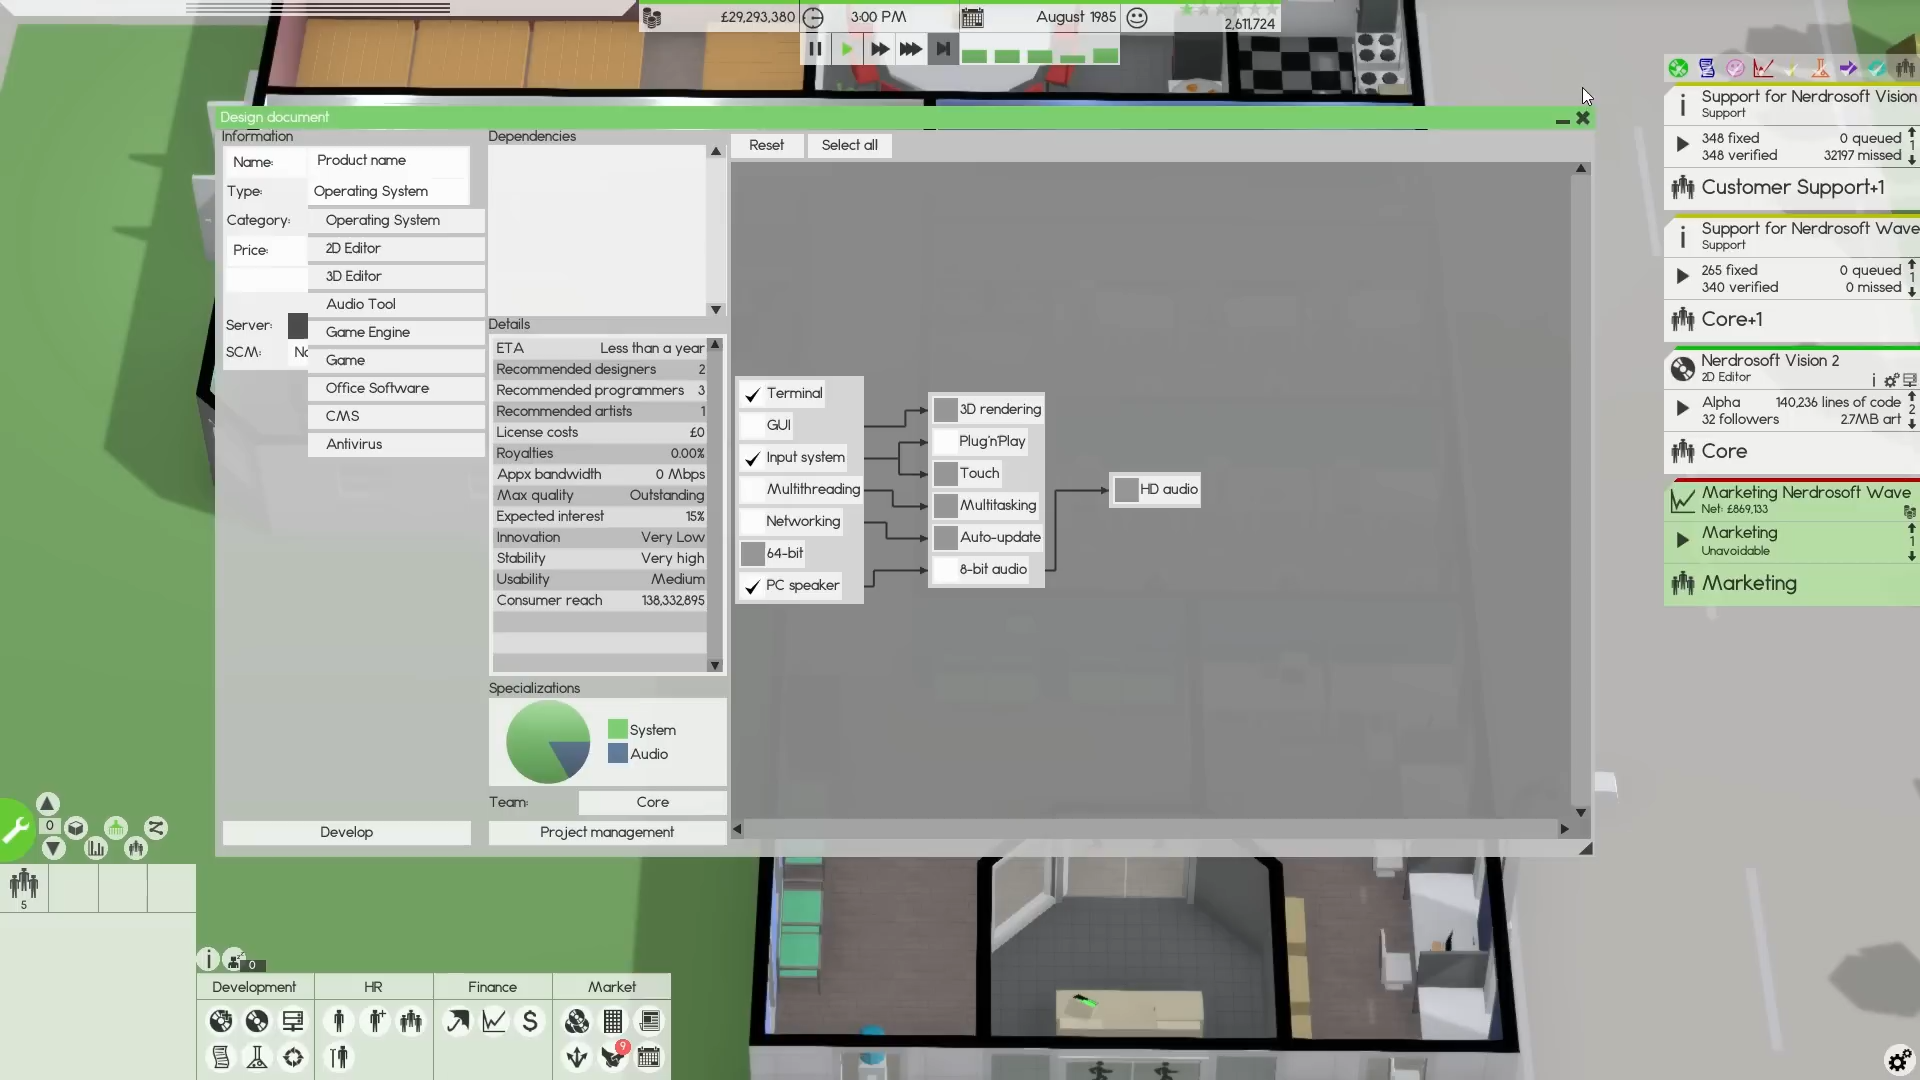 £29,293,380
3:00 PM
August 1985
2,611,724
Design document
Information
Name:
Product name
Type:
Operating System
Category:
Operating System
2D Editor
Price:
3D Editor
Audio Tool
Server:
Game Engine
SCM:
Game
Office Software
CMS
Antivirus
Develop
Dependencies
Details
ETA Less than a year
Recommended designers 2
Recommended programmers 3
Recommended artists 1
License costs £0
Royalties 0.00%
Appx bandwidth 0 Mbps
Max quality Outstanding
Expected interest 15%
Innovation Very Low
Stability Very high
Usability Medium
Consumer reach 138,332,895
Specializations
System
Audio
Team: Core
Project management
Reset
Select all
Terminal
GUI
Input system
Multithreading
Networking
64-bit
PC speaker
3D rendering
Plug'n'Play
Touch
Multitasking
Auto-update
8-bit audio
HD audio
Support for Nerdrosoft Vision
Support
348 fixed 0 queued
348 verified 32197 missed
1
Customer Support+1
Support for Nerdrosoft Wave
Support
265 fixed 0 queued
340 verified 0 missed
1
Core+1
Nerdrosoft Vision 2
2D Editor
Alpha 140,236 lines of code
32 followers 2.7MB art
2
Core
Marketing Nerdrosoft Wave
Net: £869,133
Marketing
Unavoidable
1
Marketing
0
5
0
Development
HR
Finance
Market
9